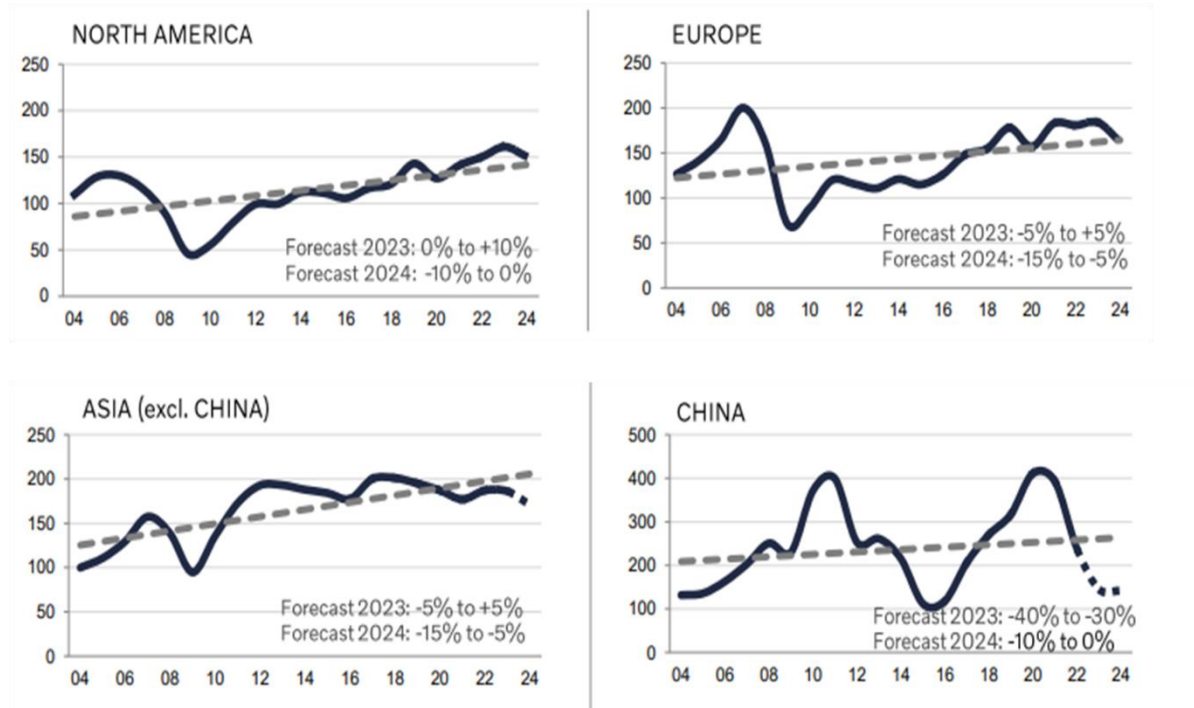 NORTH AMERICA
250
200
150
100
50
0
Forecast 2023: 0% to +10%
Forecast 2024: -10% to 0%
04 06 08 10 12 14 16 18 20 22 24
EUROPE
250
200
150
100
50
0
Forecast 2023: -5% to +5%
Forecast 2024: -15% to -5%
04 06 08 10 12 14 16 18 20 22 24
ASIA (excl. CHINA)
250
200
150
100
50
0
Forecast 2023: -5% to +5%
Forecast 2024: -15% to -5%
04 06 08 10 12 14 16 18 20 22 24
CHINA
500
400
300
200
100
0
Forecast 2023: -40% to -30%
Forecast 2024: -10% to 0%
04 06 08 10 12 14 16 18 20 22 24